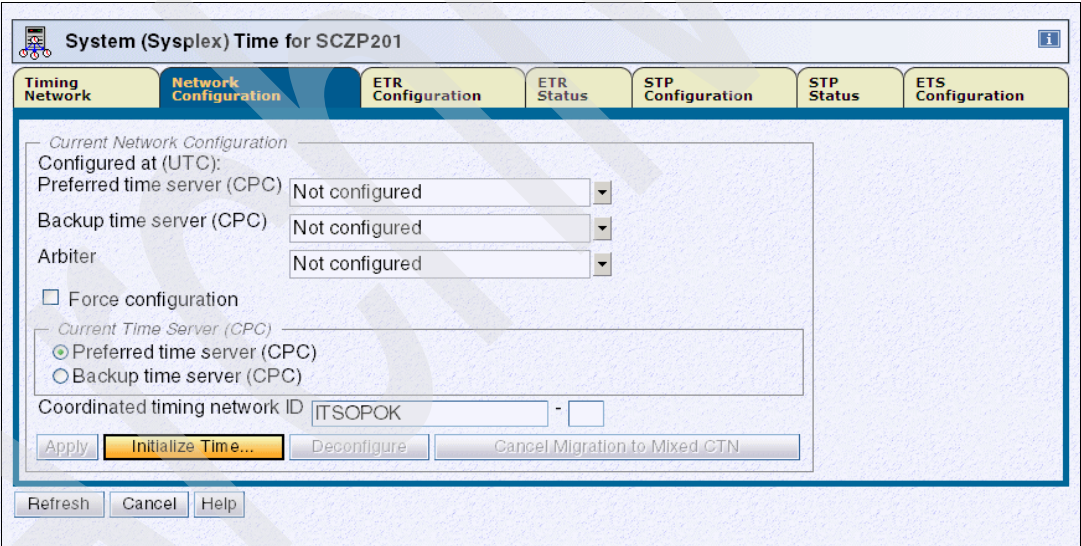 System (Sysplex) Time for SCZP201
i
Timing Network
Network Configuration
ETR Configuration
ETR Status
STP Configuration
STP Status
ETS Configuration
Current Network Configuration
Configured at (UTC):
Preferred time server (CPC) Not configured
Backup time server (CPC) Not configured
Arbiter Not configured
Force configuration
Current Time Server (CPC)
Preferred time server (CPC)
Backup time server (CPC)
Coordinated timing network ID ITSOPOK -
Apply Initialize Time... Deconfigure Cancel Migration to Mixed CTN
Refresh Cancel Help